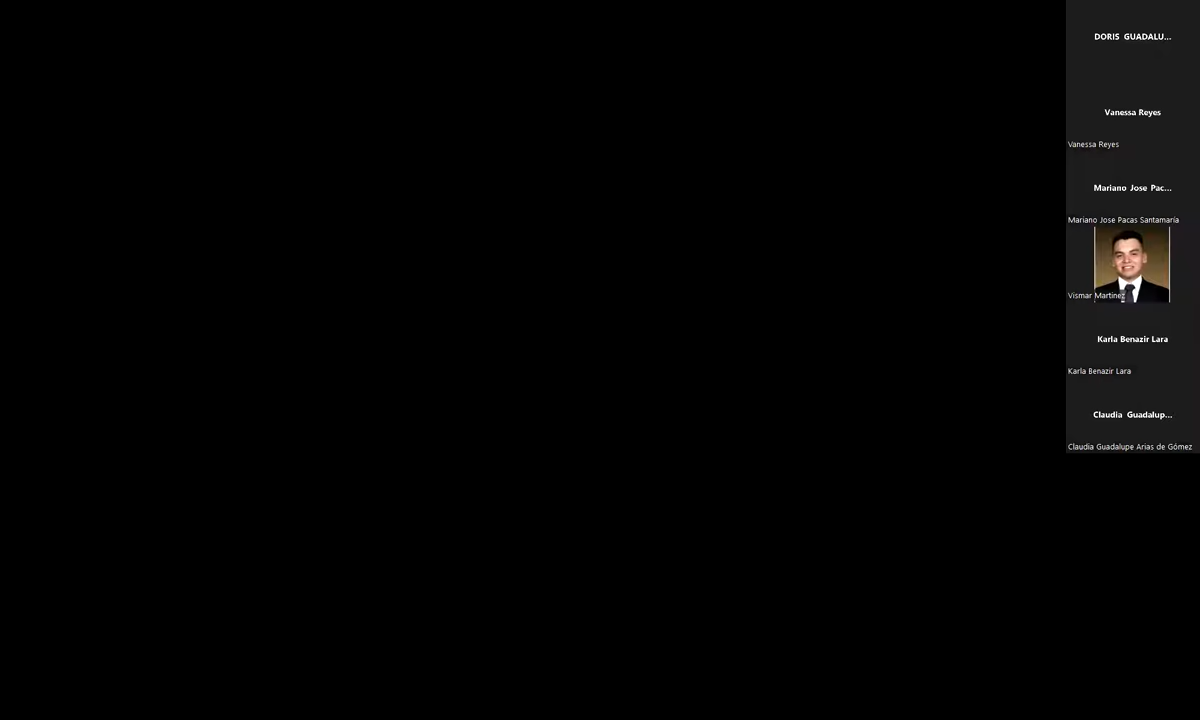 DORIS GUADALU...
Vanessa Reyes
Vanessa Reyes
Mariano Jose Pac...
Mariano Jose Pacas Santamaría
Vismar Martinez
Karla Benazir Lara
Karla Benazir Lara
Claudia Guadalup...
Claudia Guadalupe Arias de Gómez